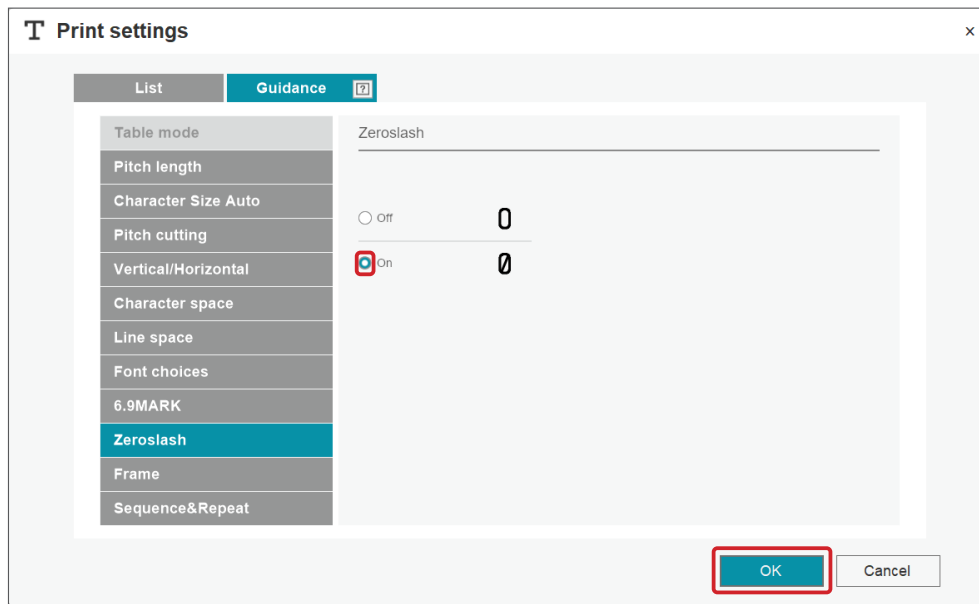 T Print settings ×
List
Guidance ?
Table mode
Pitch length
Character Size Auto
Pitch cutting
Vertical/Horizontal
Character space
Line space
Font choices
6.9MARK
Zeroslash
Frame
Sequence&Repeat
Zeroslash
Off 0
On 0̸
OK
Cancel